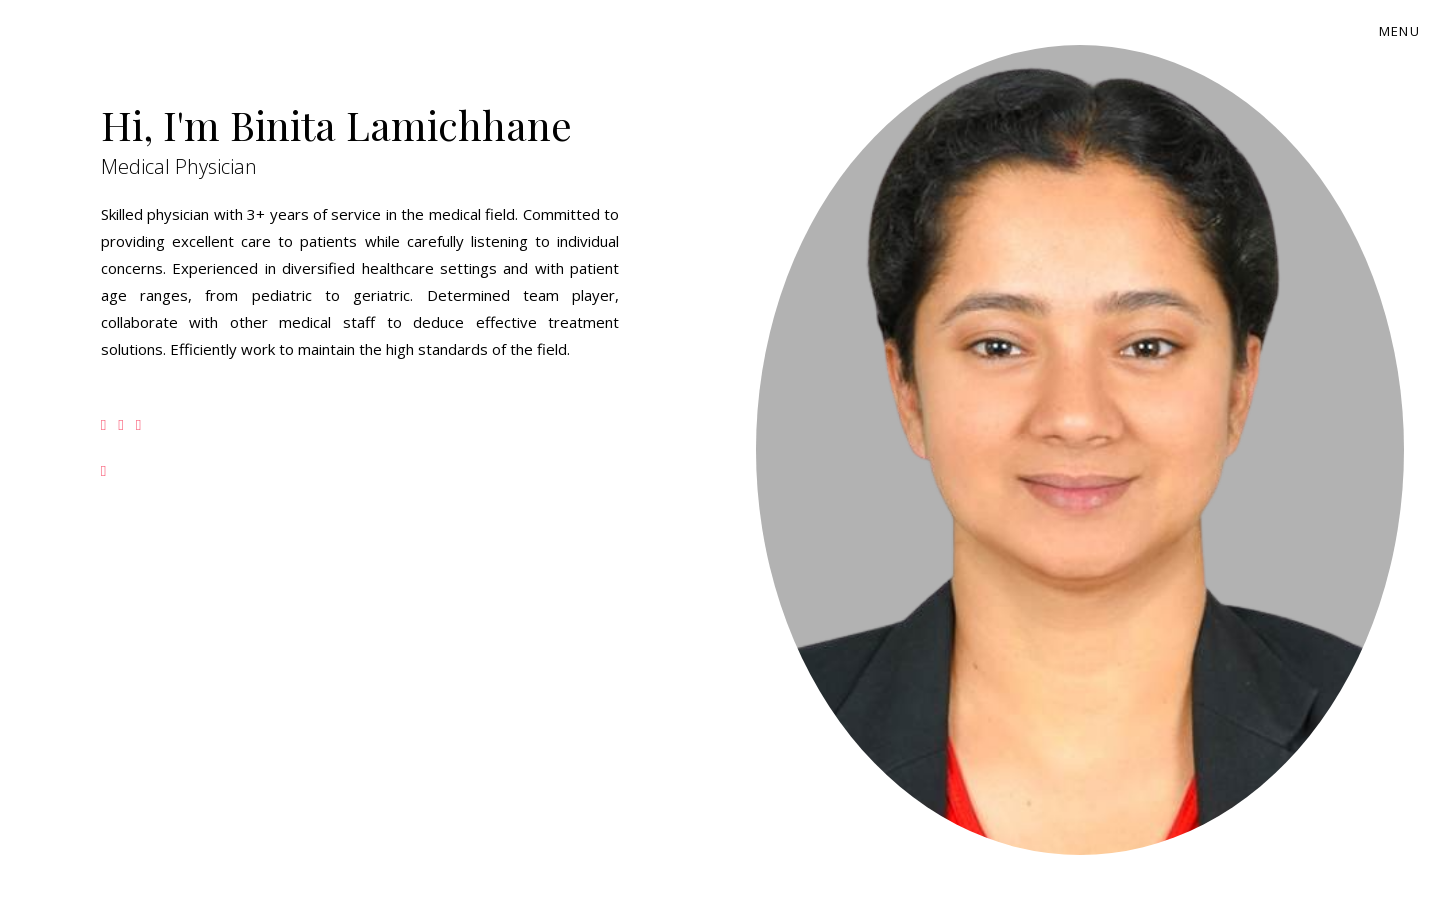 MENU
Hi, I'm Binita Lamichhane
Medical Physician
Skilled physician with 3+ years of service in the medical field. Committed to
providing excellent care to patients while carefully listening to individual
concerns. Experienced in diversified healthcare settings and with patient
age ranges, from pediatric to geriatric. Determined team player,
collaborate with other medical staff to deduce effective treatment
solutions. Efficiently work to maintain the high standards of the field.